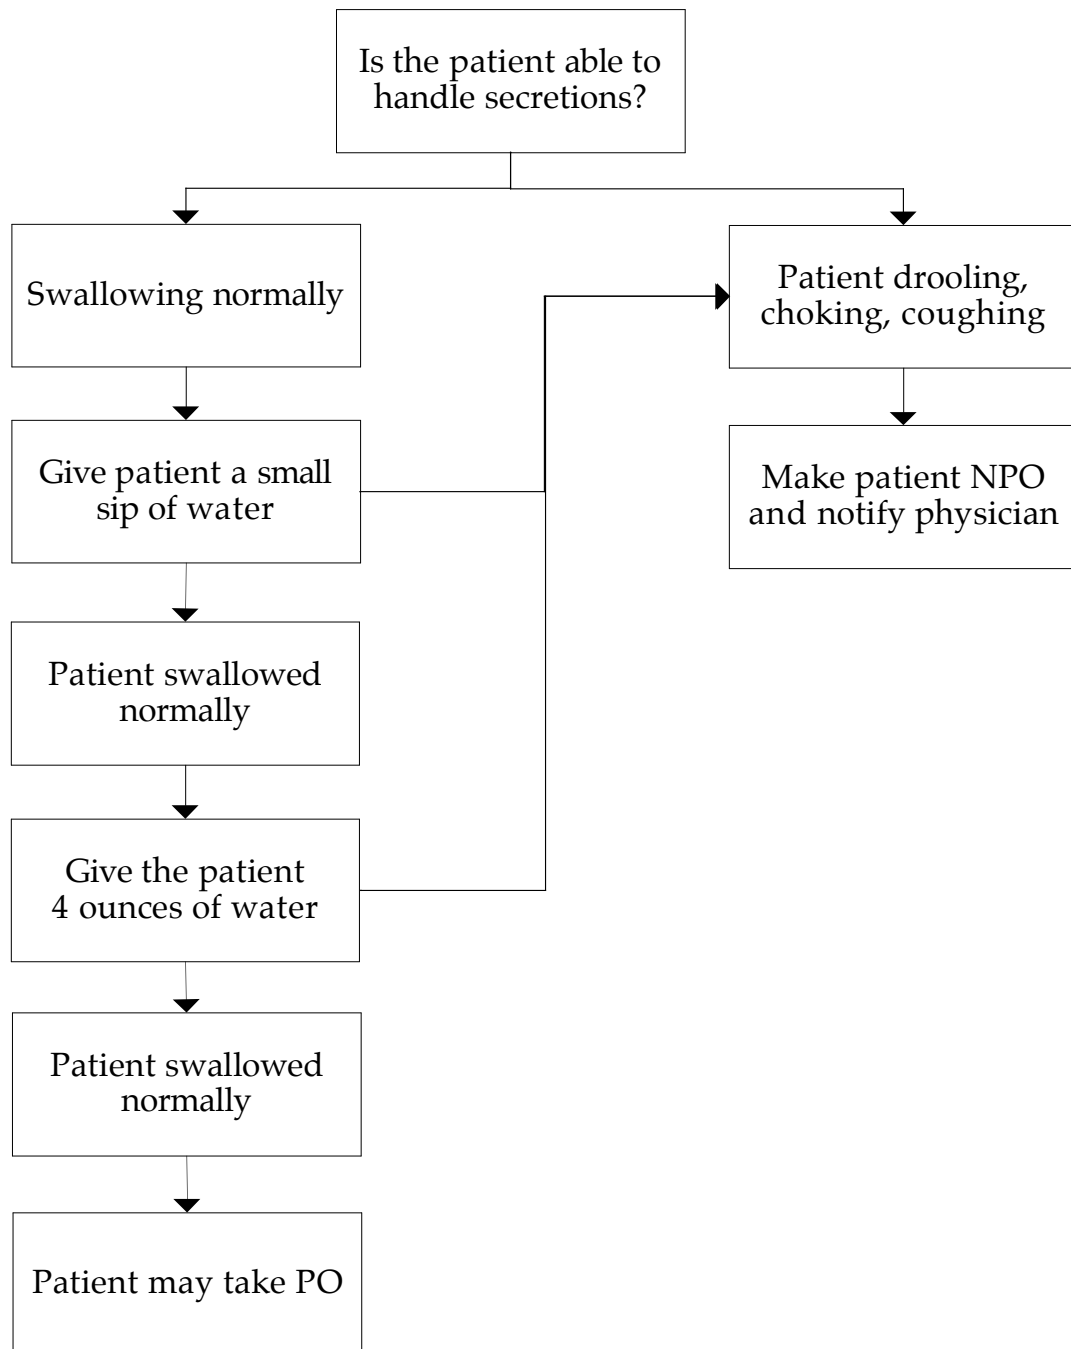 Is the patient able to
handle secretions?
Swallowing normally
Patient drooling,
choking, coughing
Give patient a small
sip of water
Make patient NPO
and notify physician
Patient swallowed
normally
Give the patient
4 ounces of water
Patient swallowed
normally
Patient may take PO